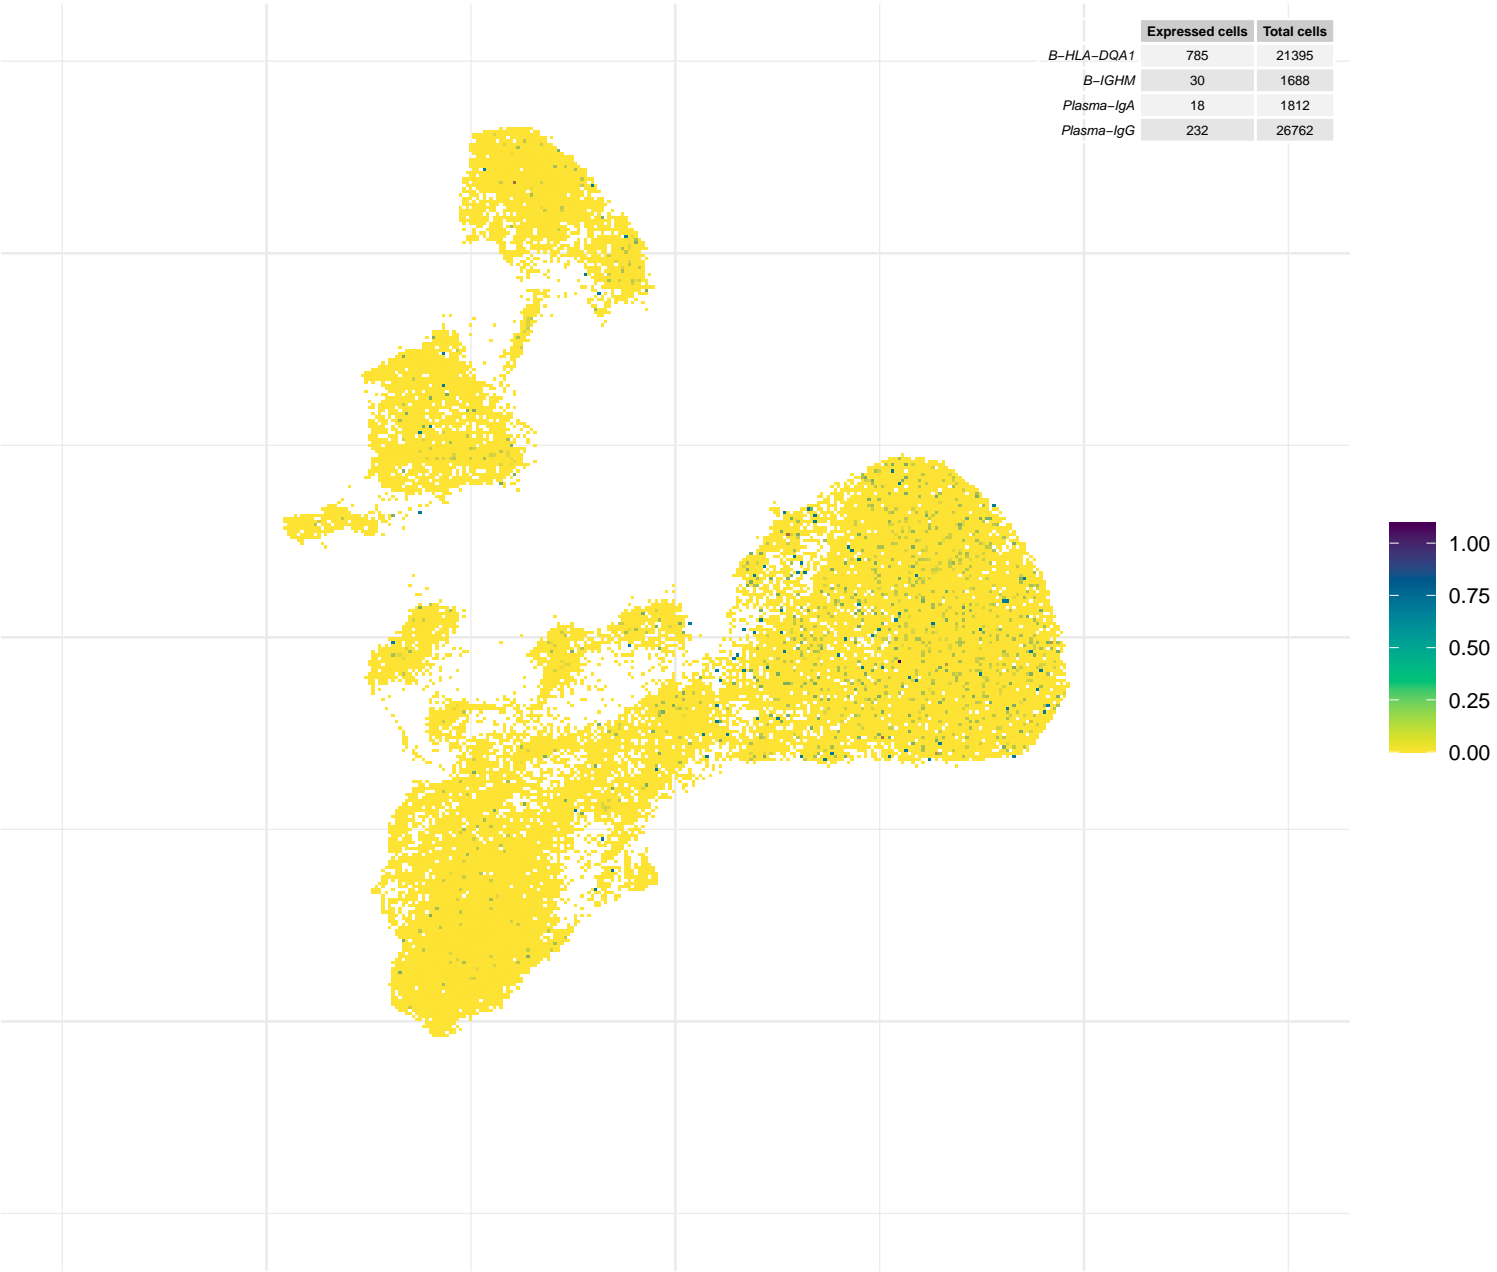 Expressed cells Total cells
B−HLA−DQA1 785 21395
B−IGHM 30 1688
Plasma−IgA 18 1812
Plasma−IgG 232 26762
1.00
0.75
0.50
0.25
0.00